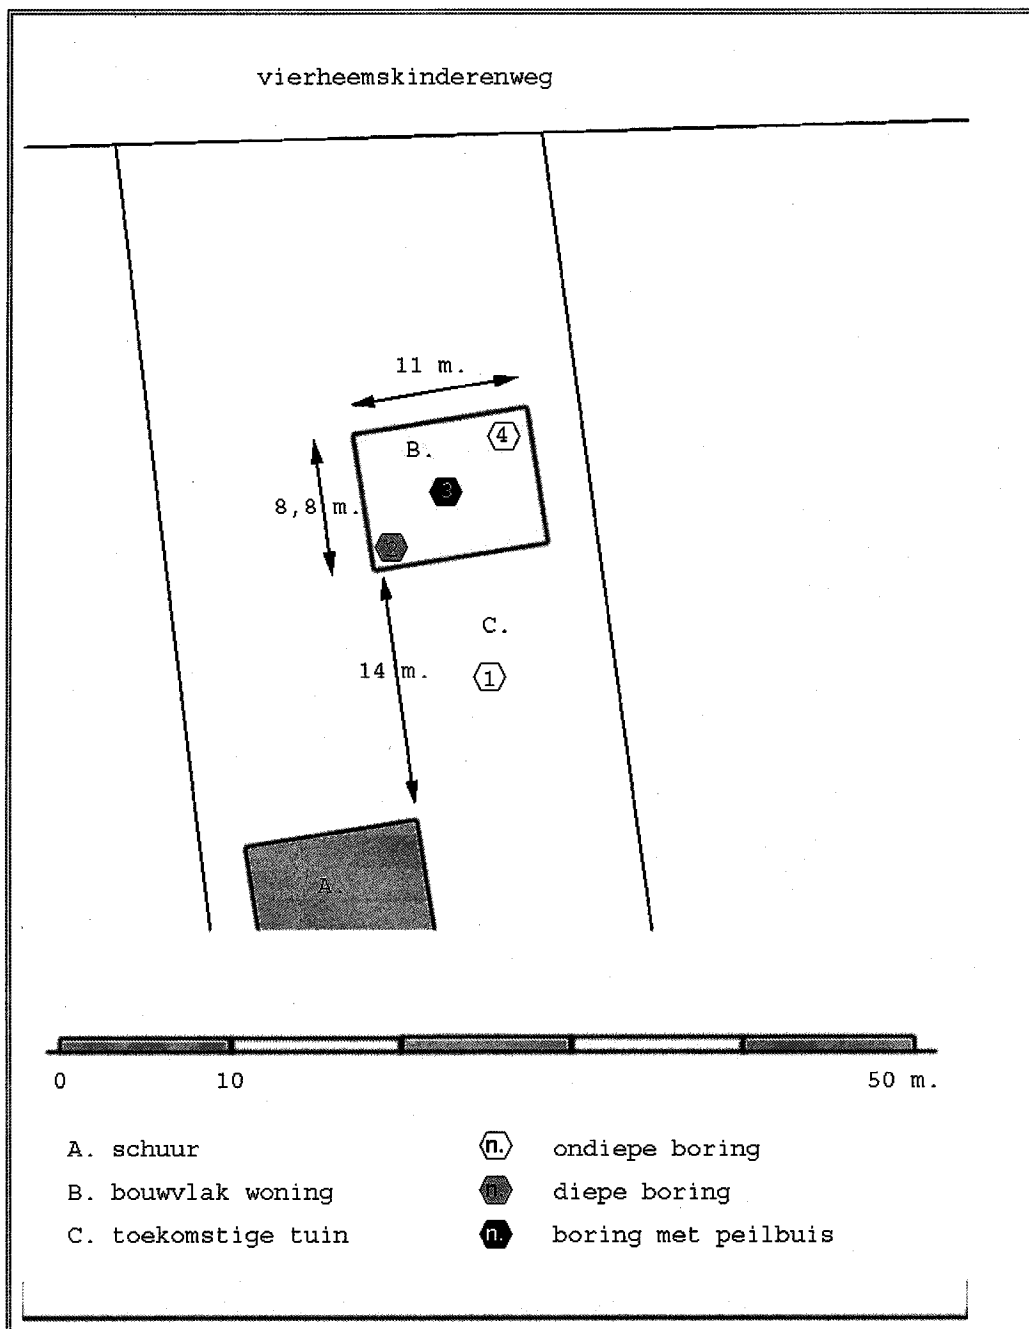 vierheemskinderenweg
11 m.
4
B.
3
8,8 m.
2
C.
14 m.
1
A.
0 10 50 m.
A. schuur
n. ondiepe boring
B. bouwvlak woning
n. diepe boring
C. toekomstige tuin
n. boring met peilbuis